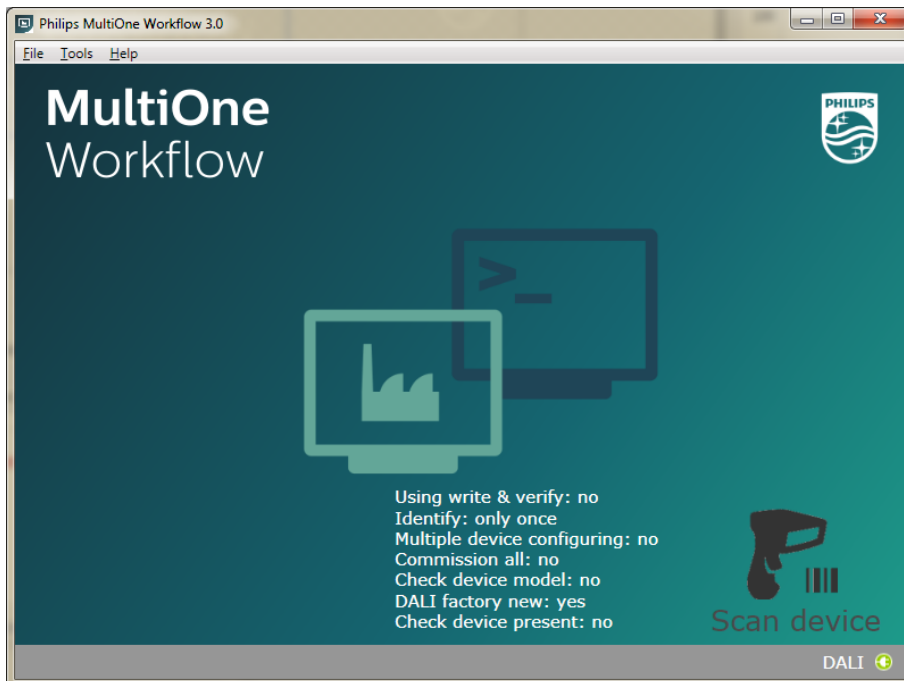 Philips MultiOne Workflow 3.0
File Tools Help
MultiOne
Workflow
PHILIPS
>_
Using write & verify: no
Identify: only once
Multiple device configuring: no
Commission all: no
Check device model: no
DALI factory new: yes
Check device present: no
Scan device
DALI